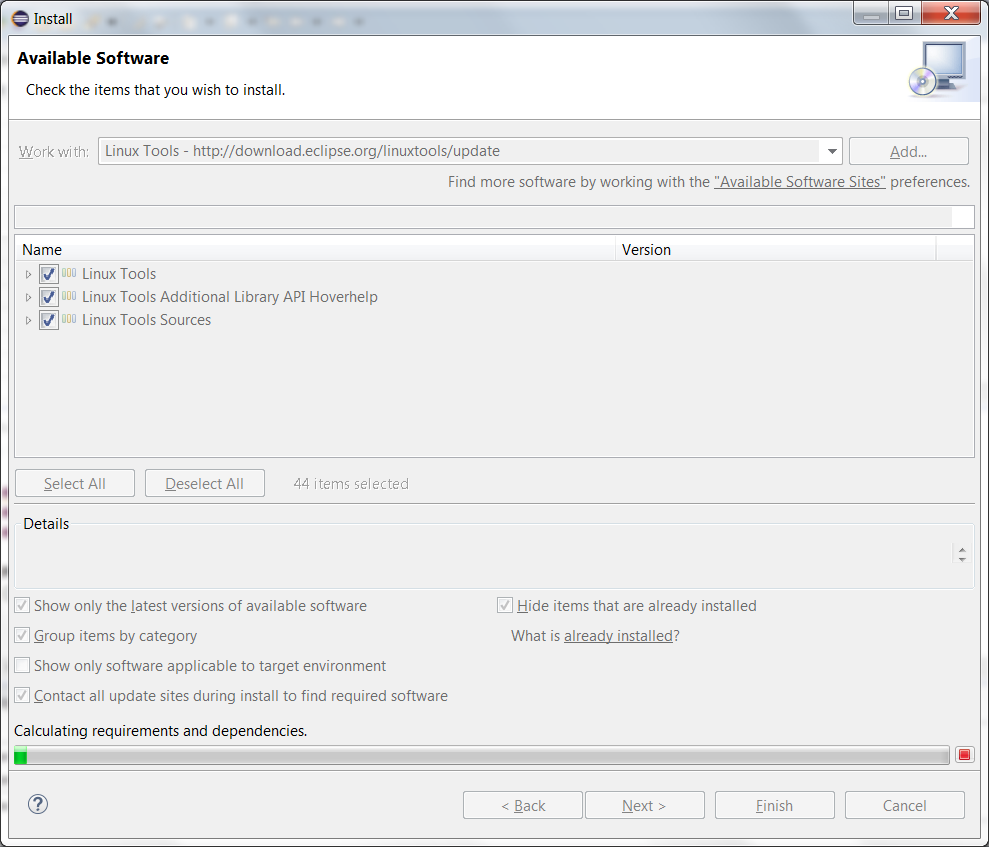 Install
Available Software
Check the items that you wish to install.
Work with: Linux Tools - http://download.eclipse.org/linuxtools/update Add...
Find more software by working with the "Available Software Sites" preferences.
Name Version
Linux Tools
Linux Tools Additional Library API Hoverhelp
Linux Tools Sources
Select All Deselect All 44 items selected
Details
Show only the latest versions of available software Hide items that are already installed
Group items by category What is already installed?
Show only software applicable to target environment
Contact all update sites during install to find required software
Calculating requirements and dependencies.
? < Back Next > Finish Cancel